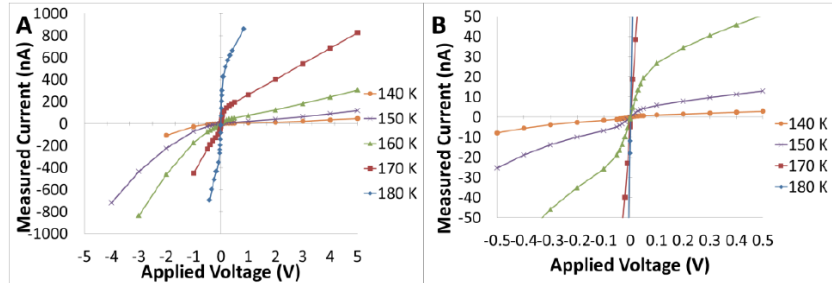 A
Measured Current (nA)
1000
800
600
400
200
0
-200
-400
-600
-800
-1000
-5 -4 -3 -2 -1 0 1 2 3 4 5
Applied Voltage (V)
140 K
150 K
160 K
170 K
180 K
B
Measured Current (nA)
50
40
30
20
10
0
-10
-20
-30
-40
-50
-0.5-0.4-0.3-0.2-0.1 0 0.1 0.2 0.3 0.4 0.5
Applied Voltage (V)
140 K
150 K
170 K
180 K